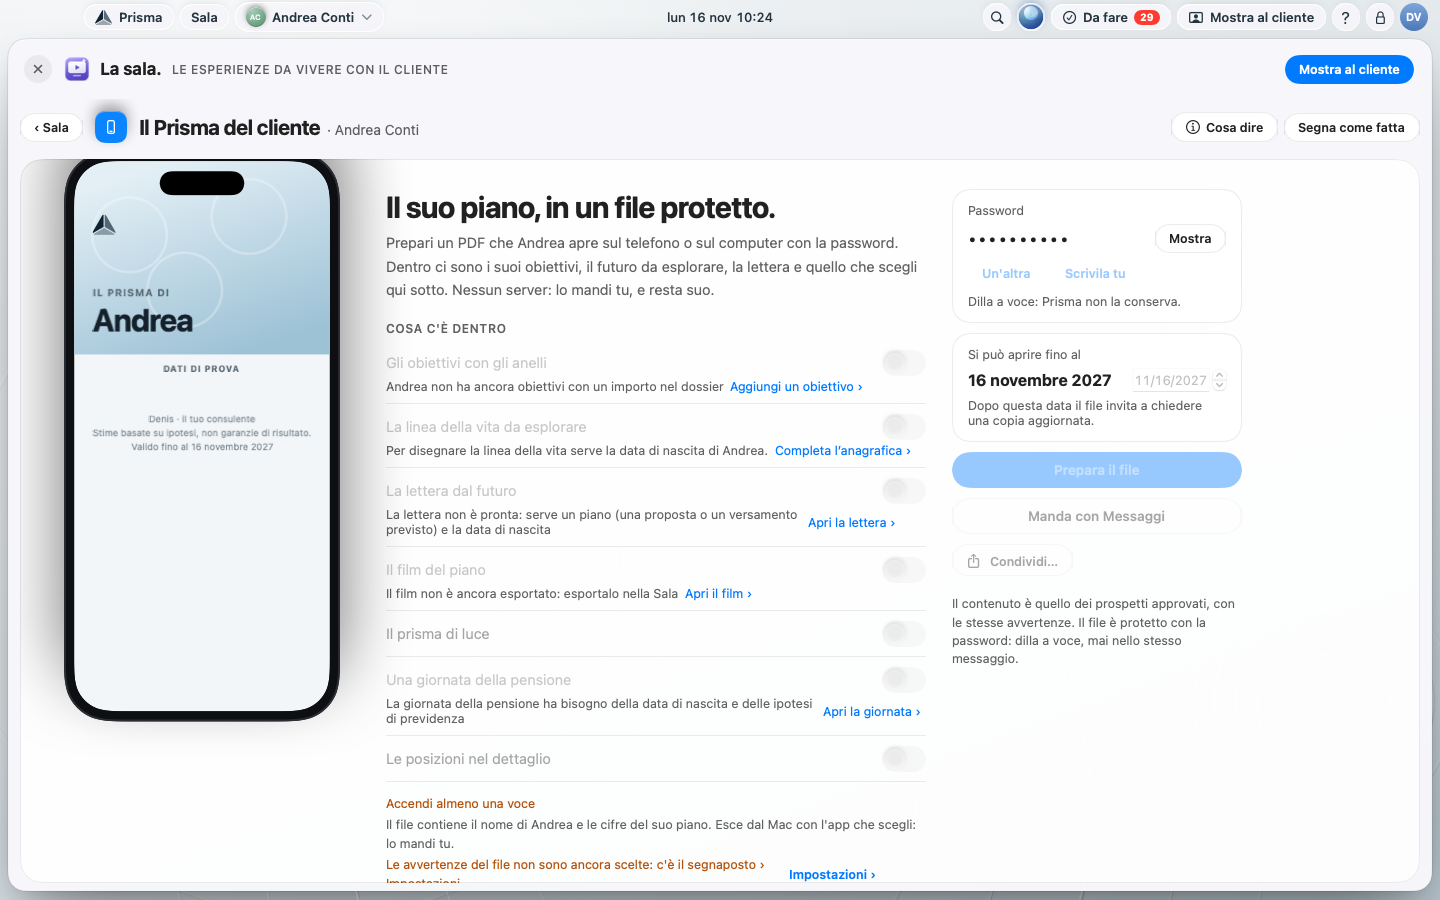 Prisma
Sala
AC Andrea Conti
lun 16 nov 10:24
Da fare 29
Mostra al cliente
?
DV
La sala. LE ESPERIENZE DA VIVERE CON IL CLIENTE
Mostra al cliente
‹ Sala
Il Prisma del cliente · Andrea Conti
Cosa dire
Segna come fatta
IL PRISMA DI
Andrea
DATI DI PROVA
Denis · il tuo consulente
Stime basate su ipotesi, non garanzie di risultato.
Valido fino al 16 novembre 2027
Il suo piano, in un file protetto.
Prepari un PDF che Andrea apre sul telefono o sul computer con la password.
Dentro ci sono i suoi obiettivi, il futuro da esplorare, la lettera e quello che scegli
qui sotto. Nessun server: lo mandi tu, e resta suo.
COSA C'È DENTRO
Gli obiettivi con gli anelli
Andrea non ha ancora obiettivi con un importo nel dossier Aggiungi un obiettivo ›
La linea della vita da esplorare
Per disegnare la linea della vita serve la data di nascita di Andrea. Completa l'anagrafica ›
La lettera dal futuro
La lettera non è pronta: serve un piano (una proposta o un versamento
previsto) e la data di nascita
Apri la lettera ›
Il film del piano
Il film non è ancora esportato: esportalo nella Sala Apri il film ›
Il prisma di luce
Una giornata della pensione
La giornata della pensione ha bisogno della data di nascita e delle ipotesi
di previdenza
Apri la giornata ›
Le posizioni nel dettaglio
Accendi almeno una voce
Il file contiene il nome di Andrea e le cifre del suo piano. Esce dal Mac con l'app che scegli:
lo mandi tu.
Le avvertenze del file non sono ancora scelte: c'è il segnaposto ›
Impostazioni
Impostazioni ›
Password
••••••••••
Mostra
Un'altra
Scrivila tu
Dilla a voce: Prisma non la conserva.
Si può aprire fino al
16 novembre 2027
11/16/2027
Dopo questa data il file invita a chiedere
una copia aggiornata.
Prepara il file
Manda con Messaggi
Condividi...
Il contenuto è quello dei prospetti approvati, con
le stesse avvertenze. Il file è protetto con la
password: dilla a voce, mai nello stesso
messaggio.